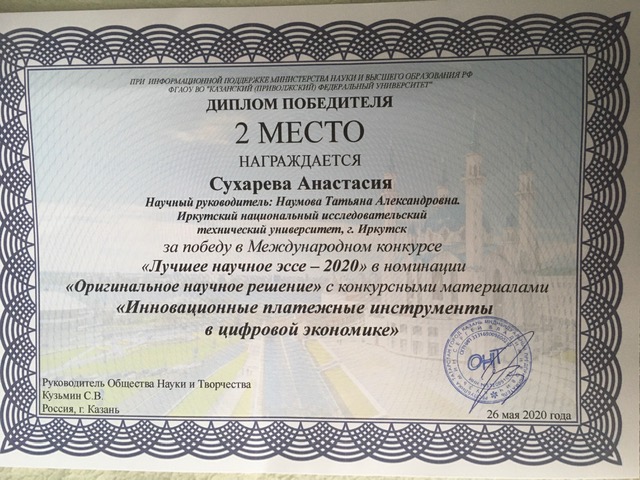 ПРИ ИНФОРМАЦИОННОЙ ПОДДЕРЖКЕ МИНИСТЕРСТВА НАУКИ И ВЫСШЕГО ОБРАЗОВАНИЯ РФ
ФГАОУ ВО "КАЗАНСКИЙ (ПРИВОЛЖСКИЙ) ФЕДЕРАЛЬНЫЙ УНИВЕРСИТЕТ"
ДИПЛОМ ПОБЕДИТЕЛЯ
2 МЕСТО
НАГРАЖДАЕТСЯ
Сухарева Анастасия
Научный руководитель: Наумова Татьяна Александровна.
Иркутский национальный исследовательский
технический университет, г. Иркутск
за победу в Международном конкурсе
«Лучшее научное эссе – 2020» в номинации
«Оригинальное научное решение» с конкурсными материалами
«Инновационные платежные инструменты
в цифровой экономике»
Руководитель Общества Науки и Творчества
Кузьмин С.В.
Россия, г. Казань
ОНТ
26 мая 2020 года